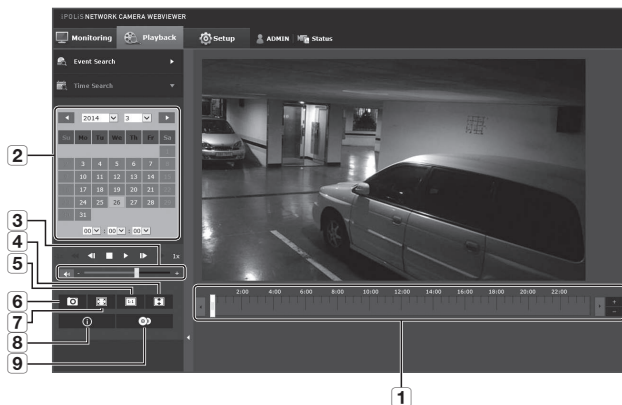 iPOLiS NETWORK CAMERA WEBVIEWER
Monitoring Playback Setup ADMIN Status
Event Search
Time Search
2014 3
Su Mo Tu We Th Fr Sa
3 4 5 6 7
10 11 12 13 14
17 18 19 20 21
24 25 26 27 28
31
00 : 00 : 00
1x
- +
1:1
2:00 4:00 6:00 8:00 10:00 12:00 14:00 16:00 18:00 20:00 22:00
+
-
2
3
4
5
6
7
8
9
1